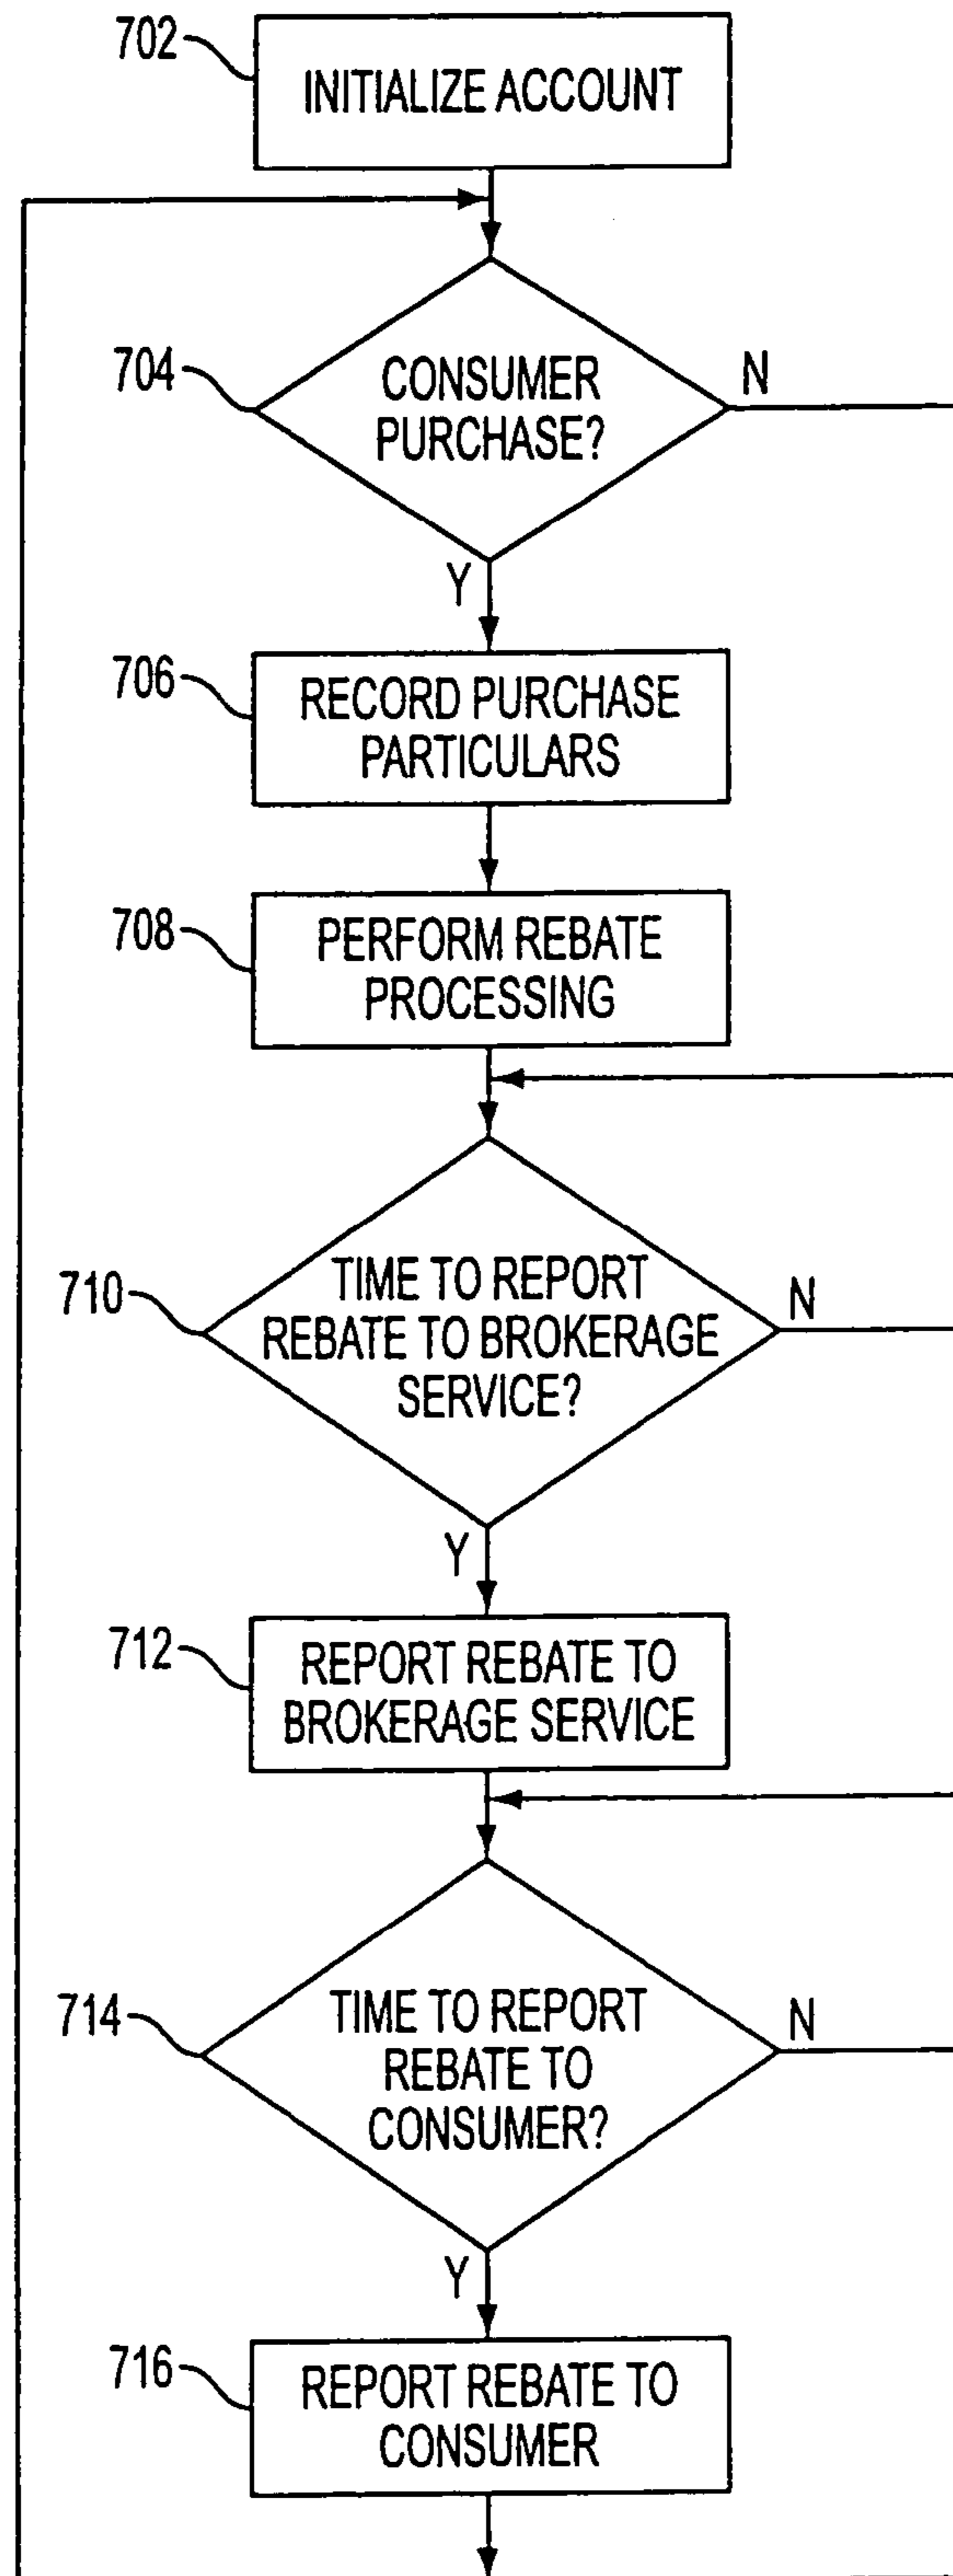 702
INITIALIZE ACCOUNT
704
CONSUMER
PURCHASE?
N
Y
706
RECORD PURCHASE
PARTICULARS
708
PERFORM REBATE
PROCESSING
710
TIME TO REPORT
REBATE TO BROKERAGE
SERVICE?
N
Y
712
REPORT REBATE TO
BROKERAGE SERVICE
714
TIME TO REPORT
REBATE TO
CONSUMER?
N
Y
716
REPORT REBATE TO
CONSUMER